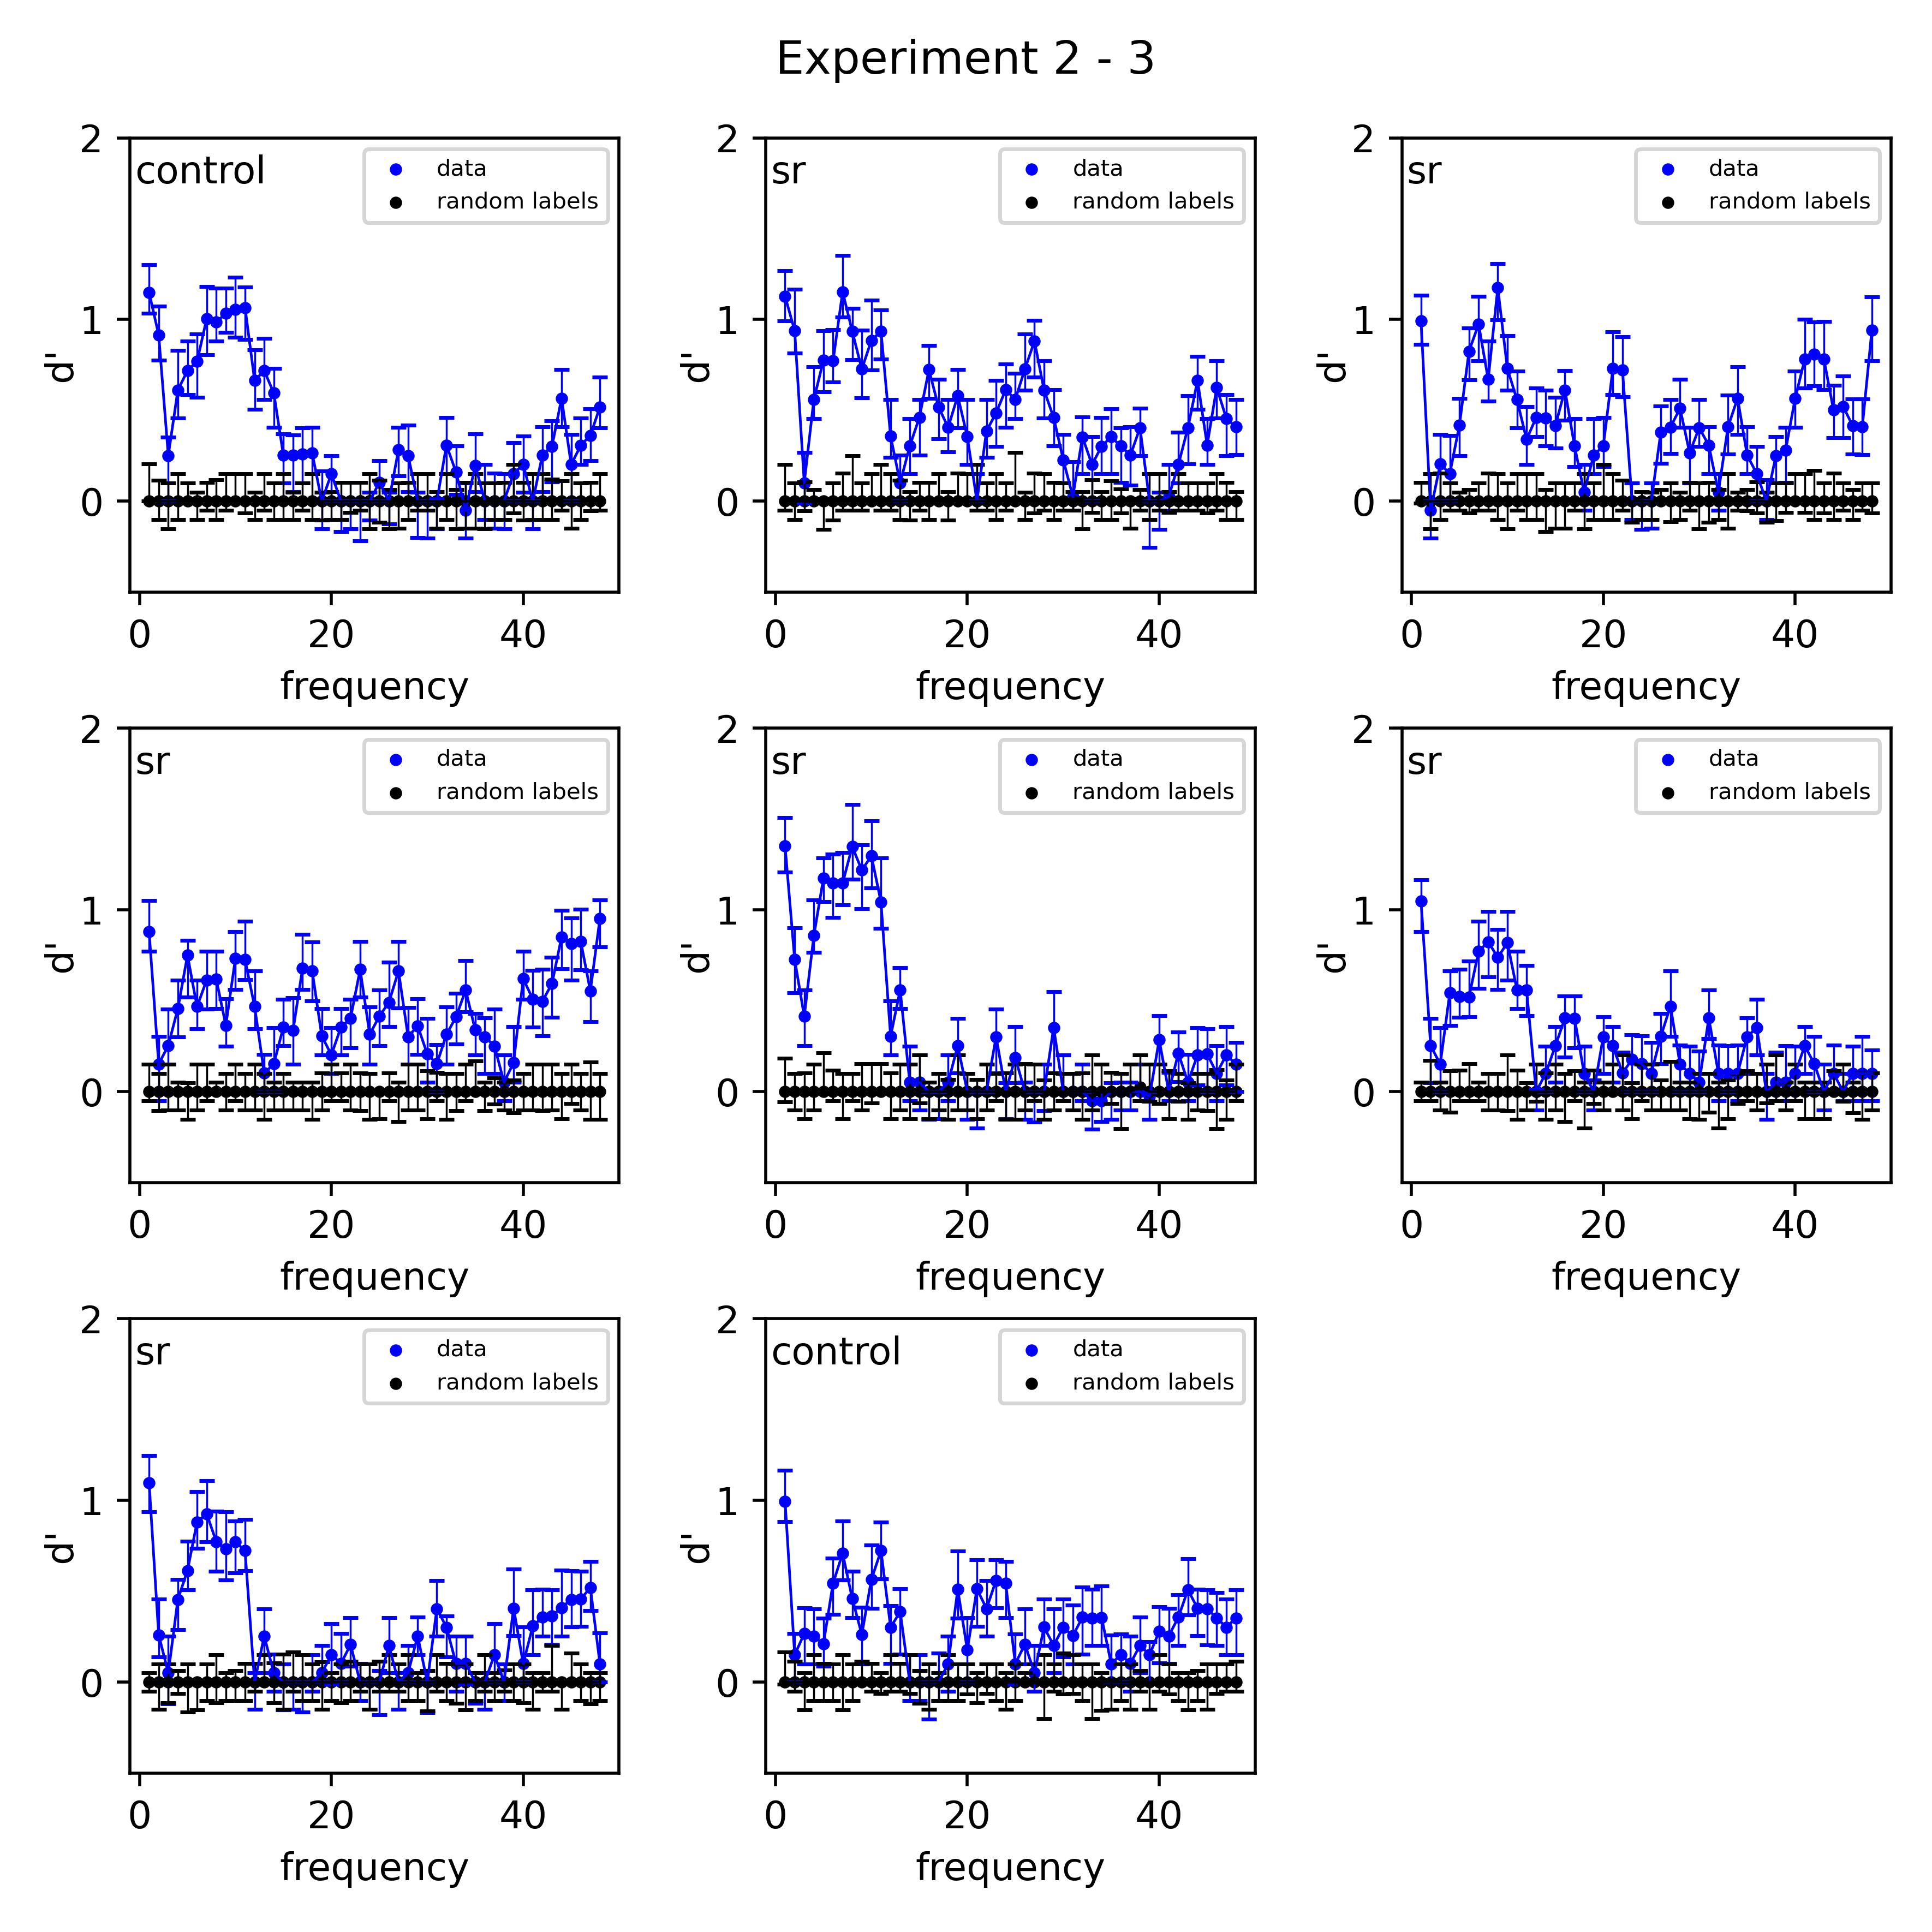 Experiment 2 - 3
2
1
0
d'
control
data
random labels
0 20 40
frequency
2
1
0
d'
sr
data
random labels
0 20 40
frequency
2
1
0
d'
sr
data
random labels
0 20 40
frequency
2
1
0
d'
sr
data
random labels
0 20 40
frequency
2
1
0
d'
sr
data
random labels
0 20 40
frequency
2
1
0
d'
sr
data
random labels
0 20 40
frequency
2
1
0
d'
sr
data
random labels
0 20 40
frequency
2
1
0
d'
control
data
random labels
0 20 40
frequency